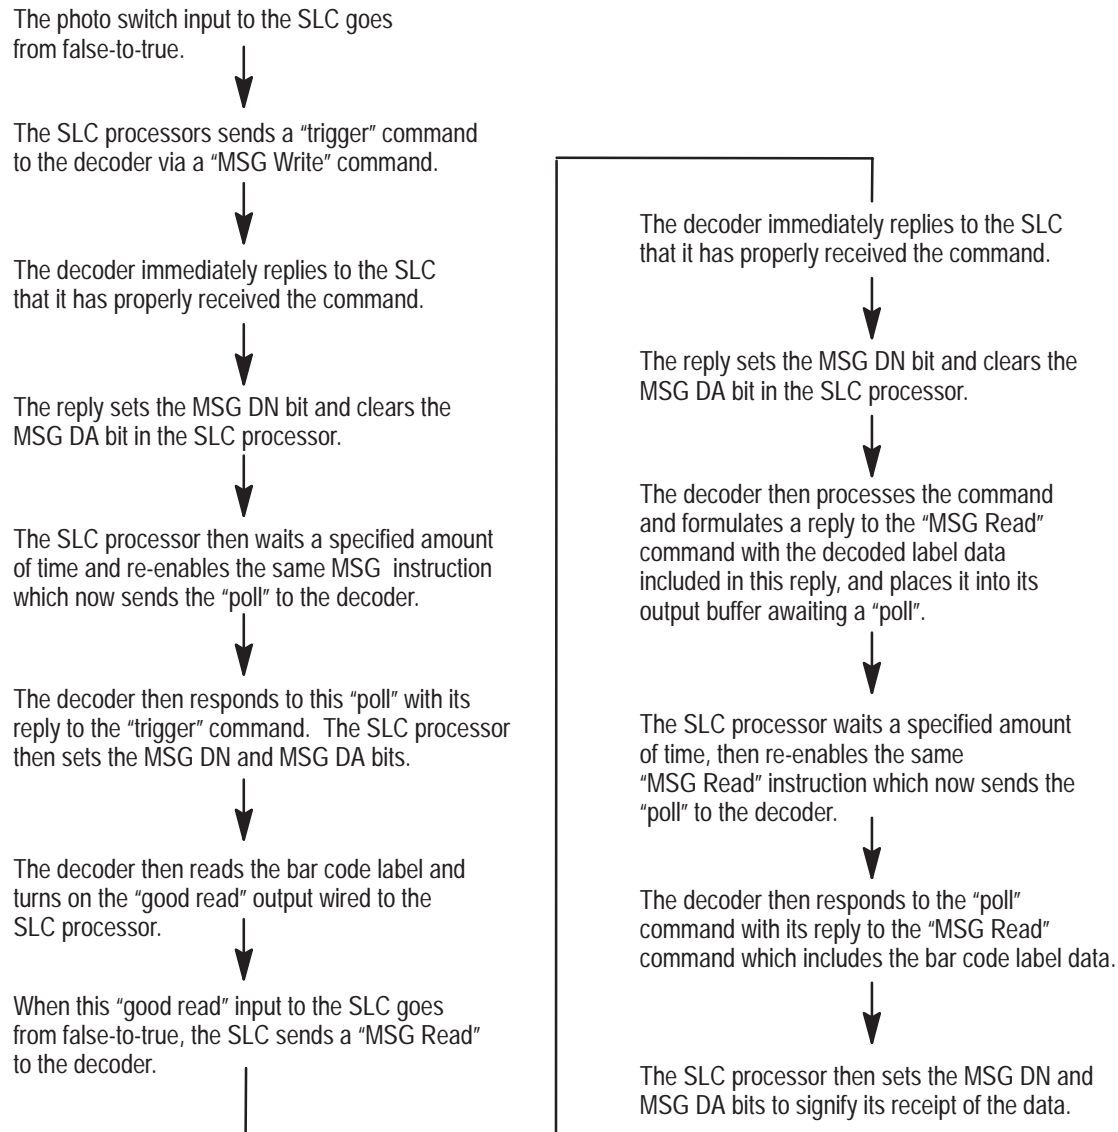 The photo switch input to the SLC goes
from false-to-true.
The SLC processors sends a “trigger” command
to the decoder via a “MSG Write” command.
The decoder immediately replies to the SLC
that it has properly received the command.
The reply sets the MSG DN bit and clears the
MSG DA bit in the SLC processor.
The SLC processor then waits a specified amount
of time and re-enables the same MSG instruction
which now sends the “poll” to the decoder.
The decoder then responds to this “poll” with its
reply to the “trigger” command. The SLC processor
then sets the MSG DN and MSG DA bits.
The decoder then reads the bar code label and
turns on the “good read” output wired to the
SLC processor.
When this “good read” input to the SLC goes
from false-to-true, the SLC sends a “MSG Read”
to the decoder.
The decoder immediately replies to the SLC
that it has properly received the command.
The reply sets the MSG DN bit and clears the
MSG DA bit in the SLC processor.
The decoder then processes the command
and formulates a reply to the “MSG Read”
command with the decoded label data
included in this reply, and places it into its
output buffer awaiting a “poll”.
The SLC processor waits a specified amount
of time, then re-enables the same
“MSG Read” instruction which now sends the
“poll” to the decoder.
The decoder then responds to the “poll”
command with its reply to the “MSG Read”
command which includes the bar code label data.
The SLC processor then sets the MSG DN and
MSG DA bits to signify its receipt of the data.